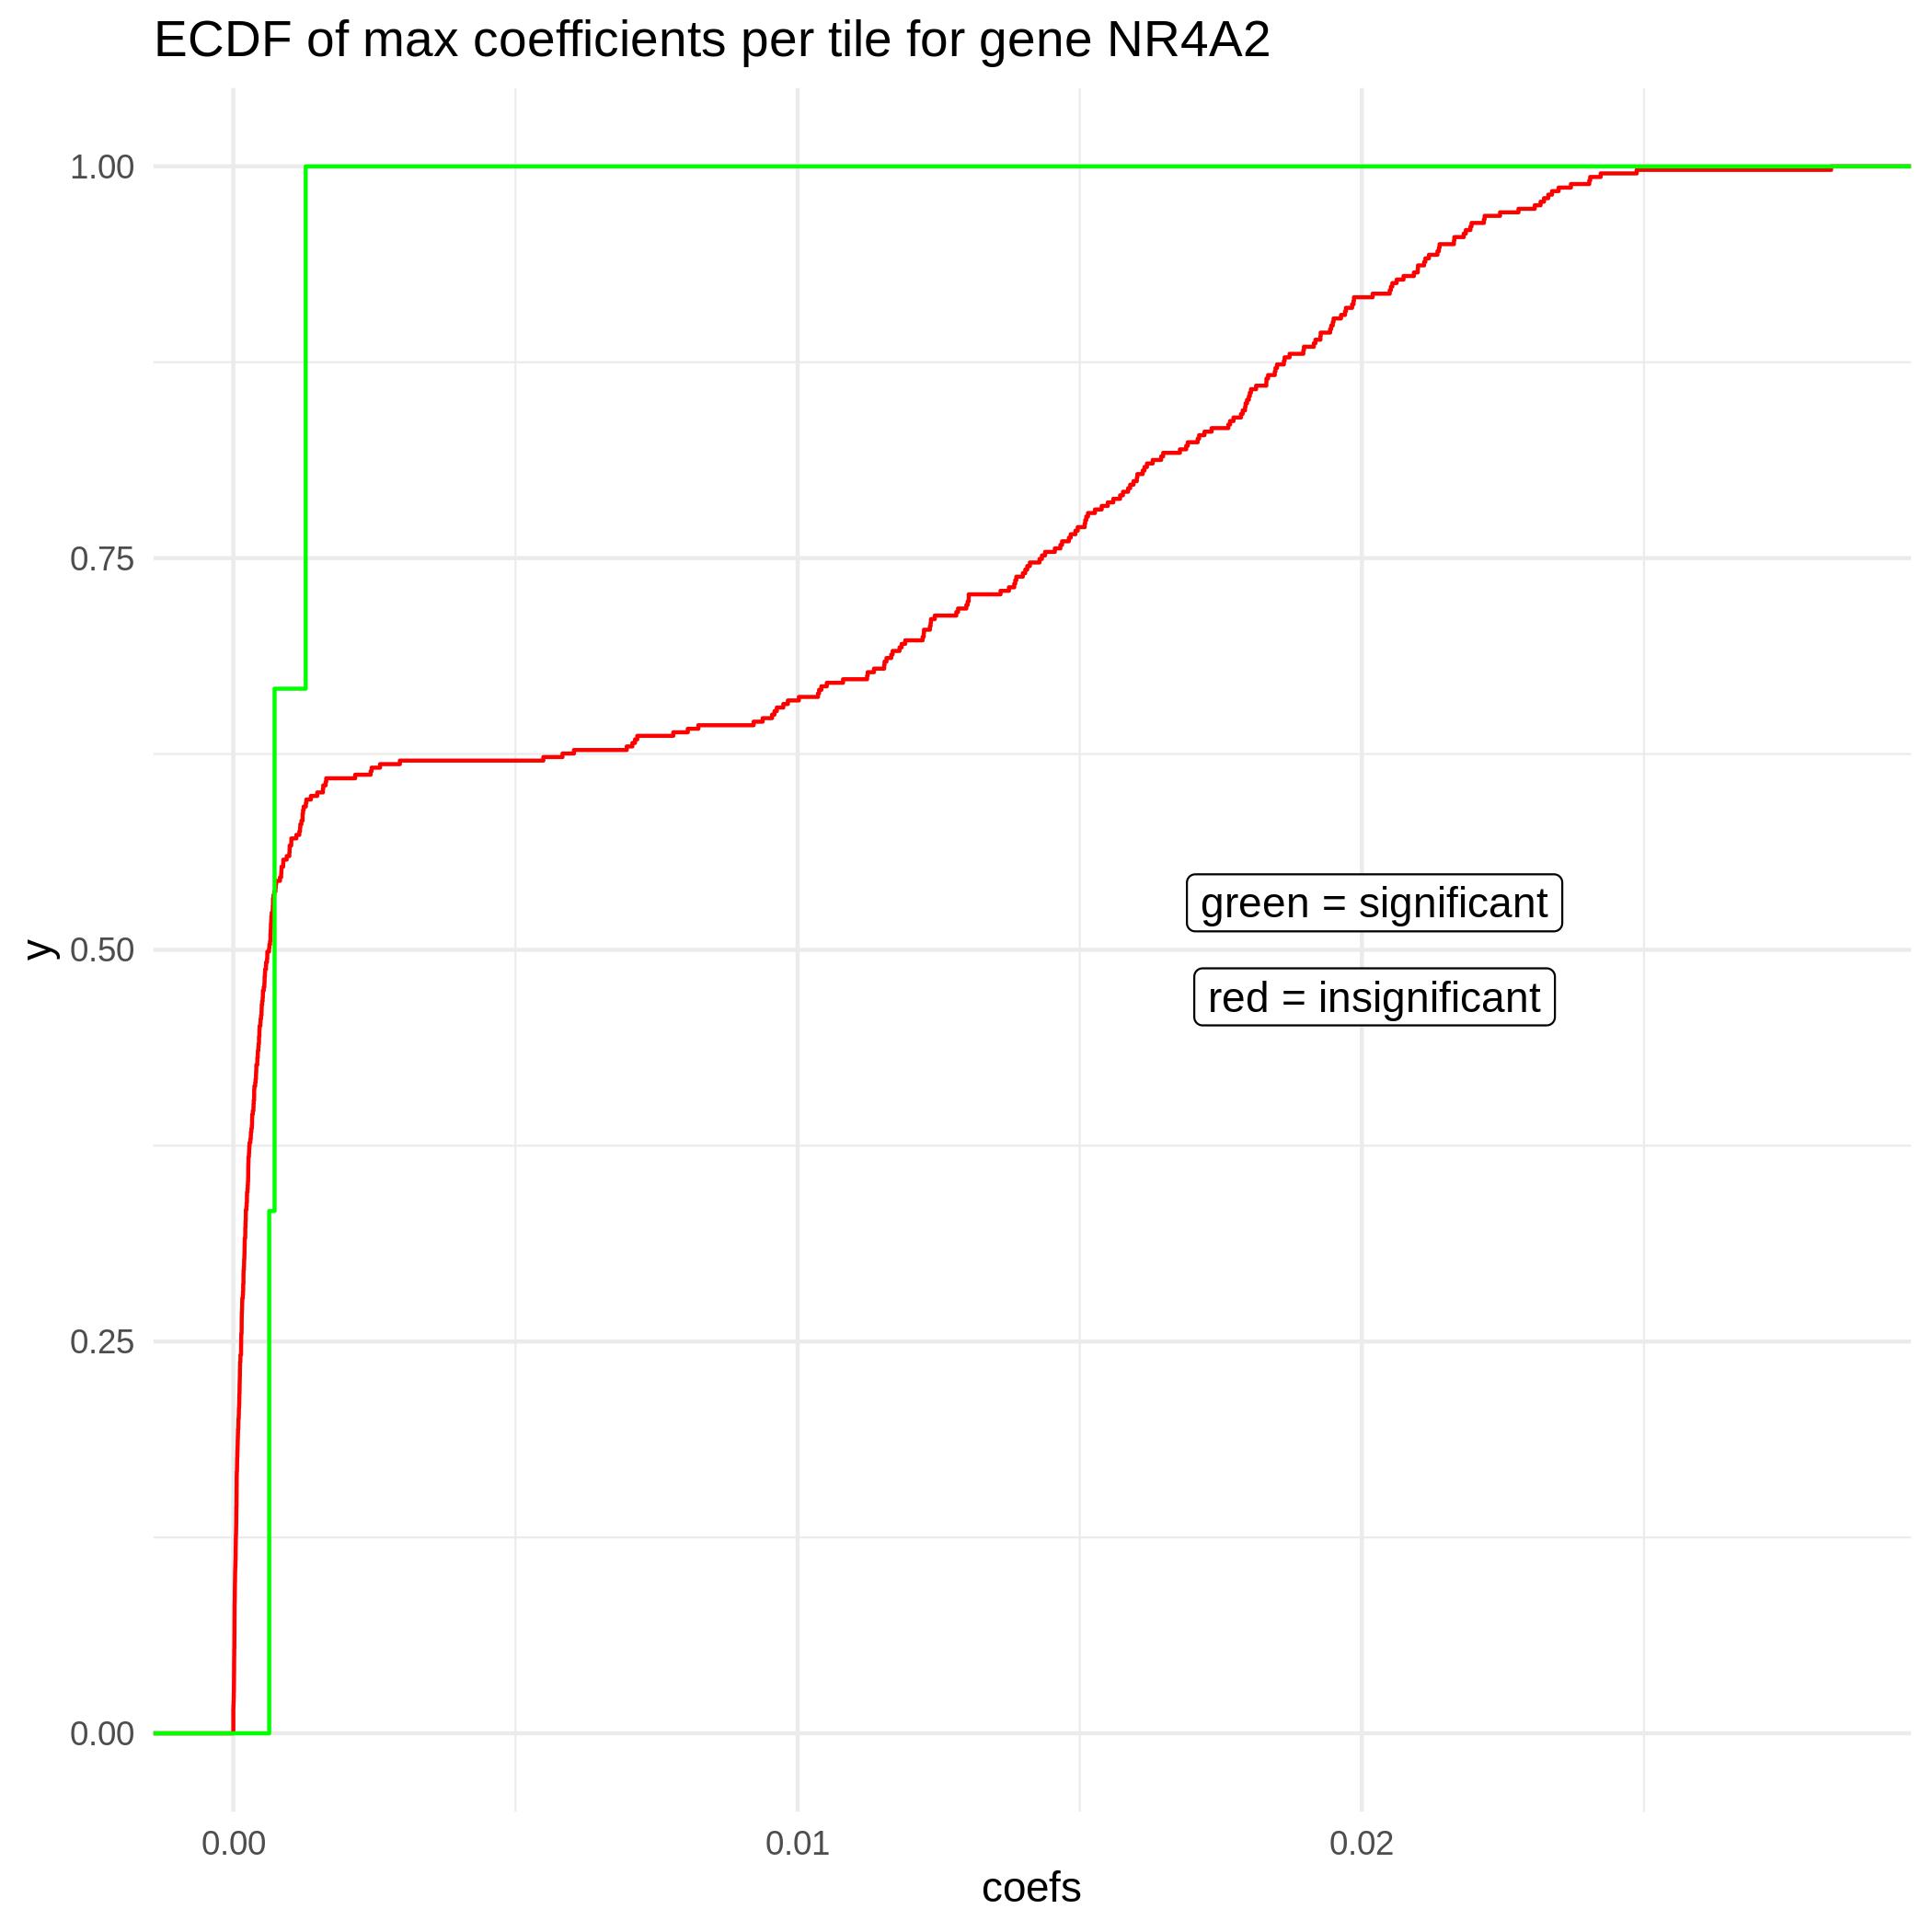 ECDF of max coefficients per tile for gene NR4A2
1.00
0.75
0.50
0.25
0.00
y
green = significant
red = insignificant
0.00 0.01 0.02
coefs